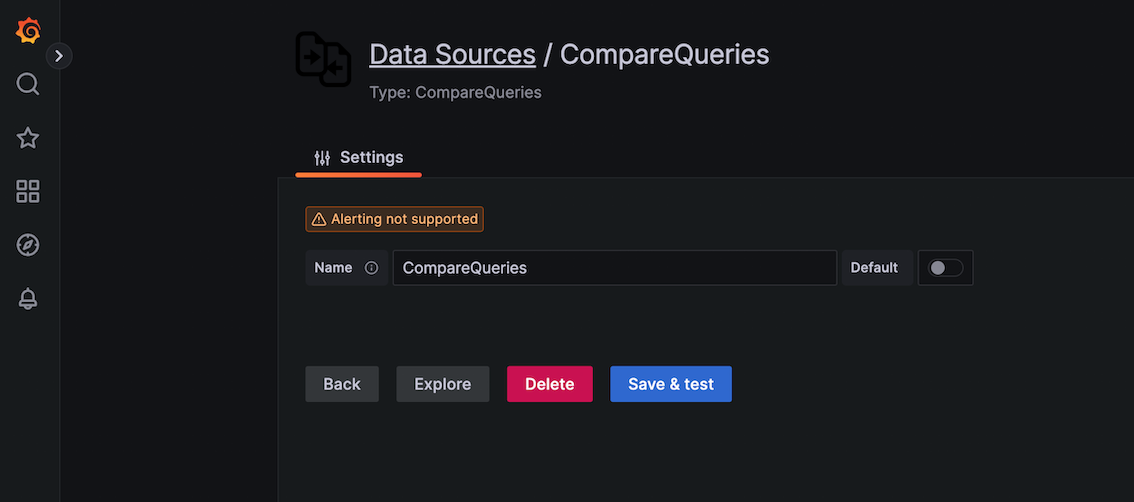 Data Sources / CompareQueries
Type: CompareQueries
Settings
Alerting not supported
Name CompareQueries Default
Back Explore Delete Save & test